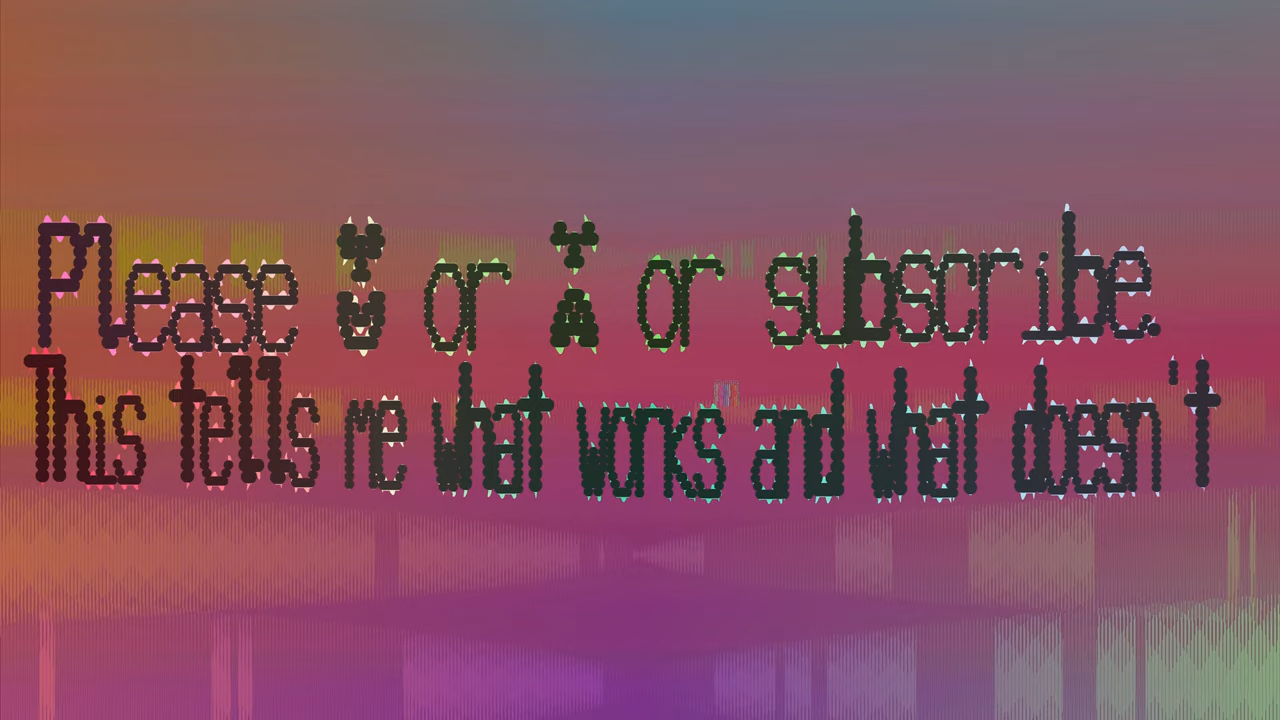 Please or or subscribe.
This tells me what works and what doesn't